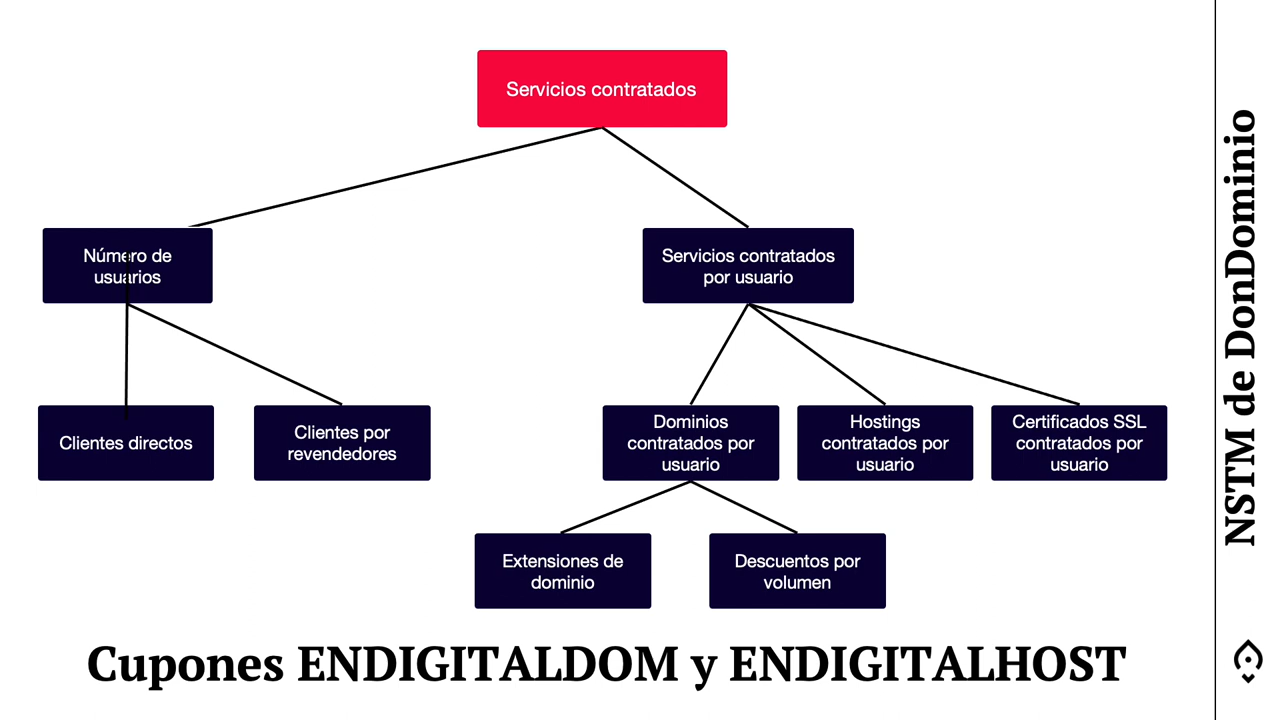 Servicios contratados
Número de
usuarios
Servicios contratados
por usuario
Clientes directos
Clientes por
revendedores
Dominios
contratados por
usuario
Hostings
contratados por
usuario
Certificados SSL
contratados por
usuario
Extensiones de
dominio
Descuentos por
volumen
Cupones ENDIGITALDOM y ENDIGITALHOST
NSTM de DonDominio